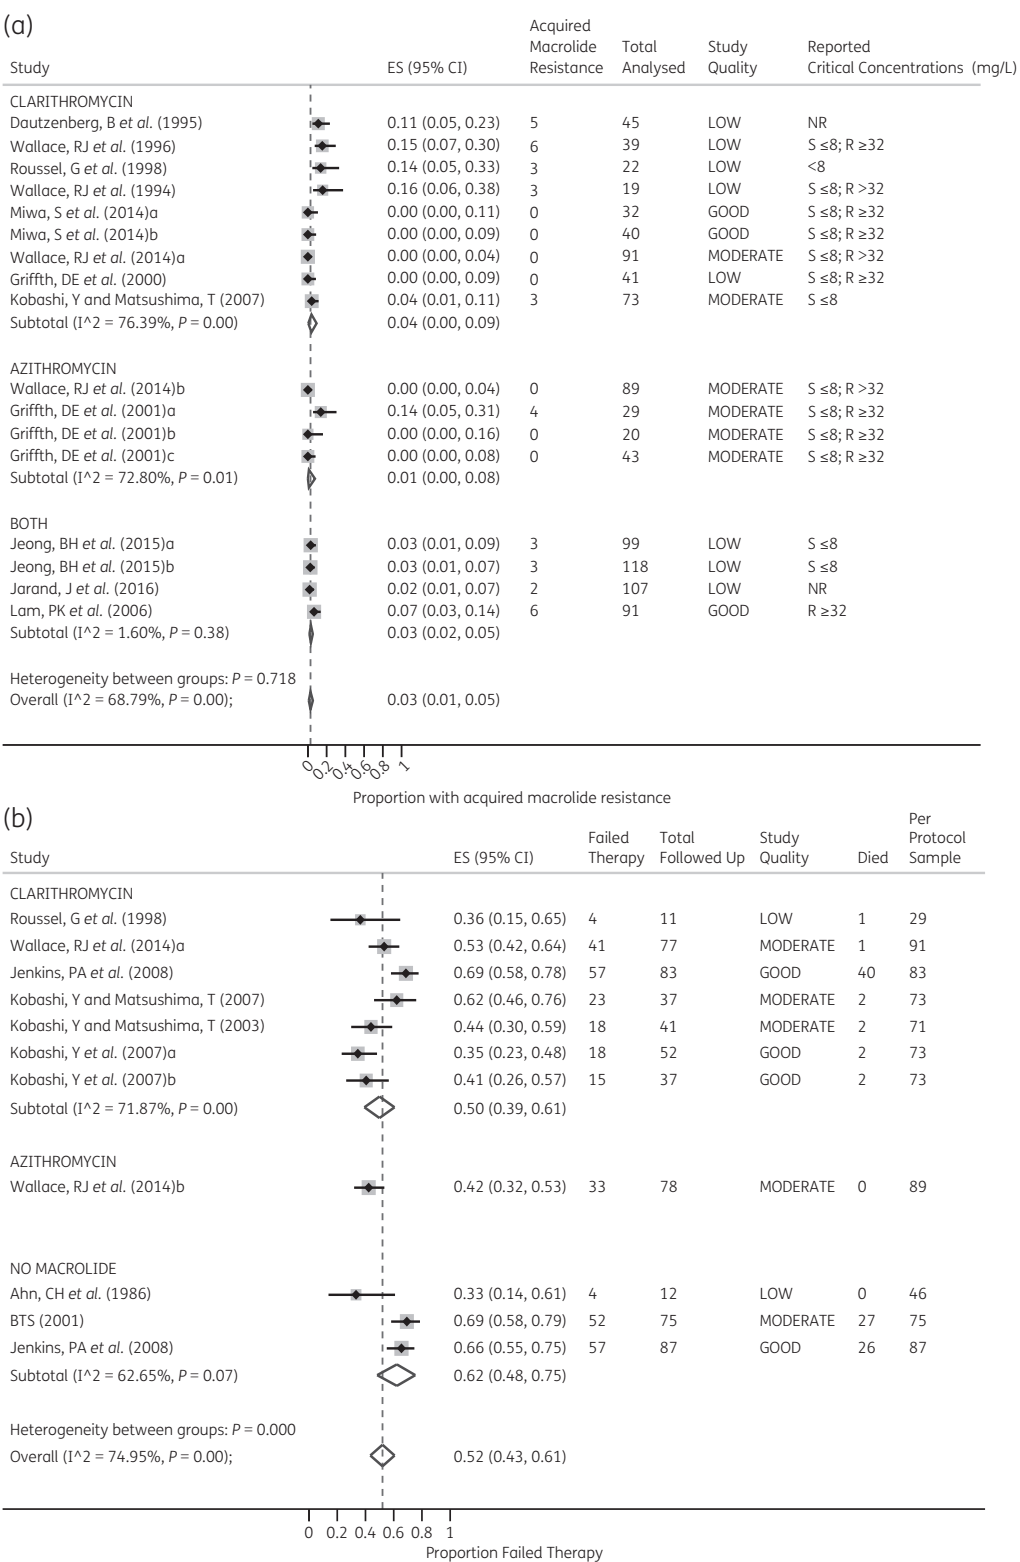 (a)
Study ES (95% CI) Acquired Macrolide Resistance Total Analysed Study Quality Reported Critical Concentrations (mg/L)
CLARITHROMYCIN
Dautzenberg, B et al. (1995) 0.11 (0.05, 0.23) 5 45 LOW NR
Wallace, RJ et al. (1996) 0.15 (0.07, 0.30) 6 39 LOW S ≤8; R ≥32
Roussel, G et al. (1998) 0.14 (0.05, 0.33) 3 22 LOW <8
Wallace, RJ et al. (1994) 0.16 (0.06, 0.38) 3 19 LOW S ≤8; R >32
Miwa, S et al. (2014)a 0.00 (0.00, 0.11) 0 32 GOOD S ≤8; R ≥32
Miwa, S et al. (2014)b 0.00 (0.00, 0.09) 0 40 GOOD S ≤8; R ≥32
Wallace, RJ et al. (2014)a 0.00 (0.00, 0.04) 0 91 MODERATE S ≤8; R >32
Griffth, DE et al. (2000) 0.00 (0.00, 0.09) 0 41 LOW S ≤8; R ≥32
Kobashi, Y and Matsushima, T (2007) 0.04 (0.01, 0.11) 3 73 MODERATE S ≤8
Subtotal (I^2 = 76.39%, P = 0.00) 0.04 (0.00, 0.09)
AZITHROMYCIN
Wallace, RJ et al. (2014)b 0.00 (0.00, 0.04) 0 89 MODERATE S ≤8; R >32
Griffth, DE et al. (2001)a 0.14 (0.05, 0.31) 4 29 MODERATE S ≤8; R ≥32
Griffth, DE et al. (2001)b 0.00 (0.00, 0.16) 0 20 MODERATE S ≤8; R ≥32
Griffth, DE et al. (2001)c 0.00 (0.00, 0.08) 0 43 MODERATE S ≤8; R ≥32
Subtotal (I^2 = 72.80%, P = 0.01) 0.01 (0.00, 0.08)
BOTH
Jeong, BH et al. (2015)a 0.03 (0.01, 0.09) 3 99 LOW S ≤8
Jeong, BH et al. (2015)b 0.03 (0.01, 0.07) 3 118 LOW S ≤8
Jarand, J et al. (2016) 0.02 (0.01, 0.07) 2 107 LOW NR
Lam, PK et al. (2006) 0.07 (0.03, 0.14) 6 91 GOOD R ≥32
Subtotal (I^2 = 1.60%, P = 0.38) 0.03 (0.02, 0.05)
Heterogeneity between groups: P = 0.718
Overall (I^2 = 68.79%, P = 0.00); 0.03 (0.01, 0.05)
0 0.2 0.4 0.6 0.8 1
Proportion with acquired macrolide resistance
(b)
Study ES (95% CI) Failed Therapy Total Followed Up Study Quality Died Per Protocol Sample
CLARITHROMYCIN
Roussel, G et al. (1998) 0.36 (0.15, 0.65) 4 11 LOW 1 29
Wallace, RJ et al. (2014)a 0.53 (0.42, 0.64) 41 77 MODERATE 1 91
Jenkins, PA et al. (2008) 0.69 (0.58, 0.78) 57 83 GOOD 40 83
Kobashi, Y and Matsushima, T (2007) 0.62 (0.46, 0.76) 23 37 MODERATE 2 73
Kobashi, Y and Matsushima, T (2003) 0.44 (0.30, 0.59) 18 41 MODERATE 2 71
Kobashi, Y et al. (2007)a 0.35 (0.23, 0.48) 18 52 GOOD 2 73
Kobashi, Y et al. (2007)b 0.41 (0.26, 0.57) 15 37 GOOD 2 73
Subtotal (I^2 = 71.87%, P = 0.00) 0.50 (0.39, 0.61)
AZITHROMYCIN
Wallace, RJ et al. (2014)b 0.42 (0.32, 0.53) 33 78 MODERATE 0 89
NO MACROLIDE
Ahn, CH et al. (1986) 0.33 (0.14, 0.61) 4 12 LOW 0 46
BTS (2001) 0.69 (0.58, 0.79) 52 75 MODERATE 27 75
Jenkins, PA et al. (2008) 0.66 (0.55, 0.75) 57 87 GOOD 26 87
Subtotal (I^2 = 62.65%, P = 0.07) 0.62 (0.48, 0.75)
Heterogeneity between groups: P = 0.000
Overall (I^2 = 74.95%, P = 0.00); 0.52 (0.43, 0.61)
0 0.2 0.4 0.6 0.8 1
Proportion Failed Therapy